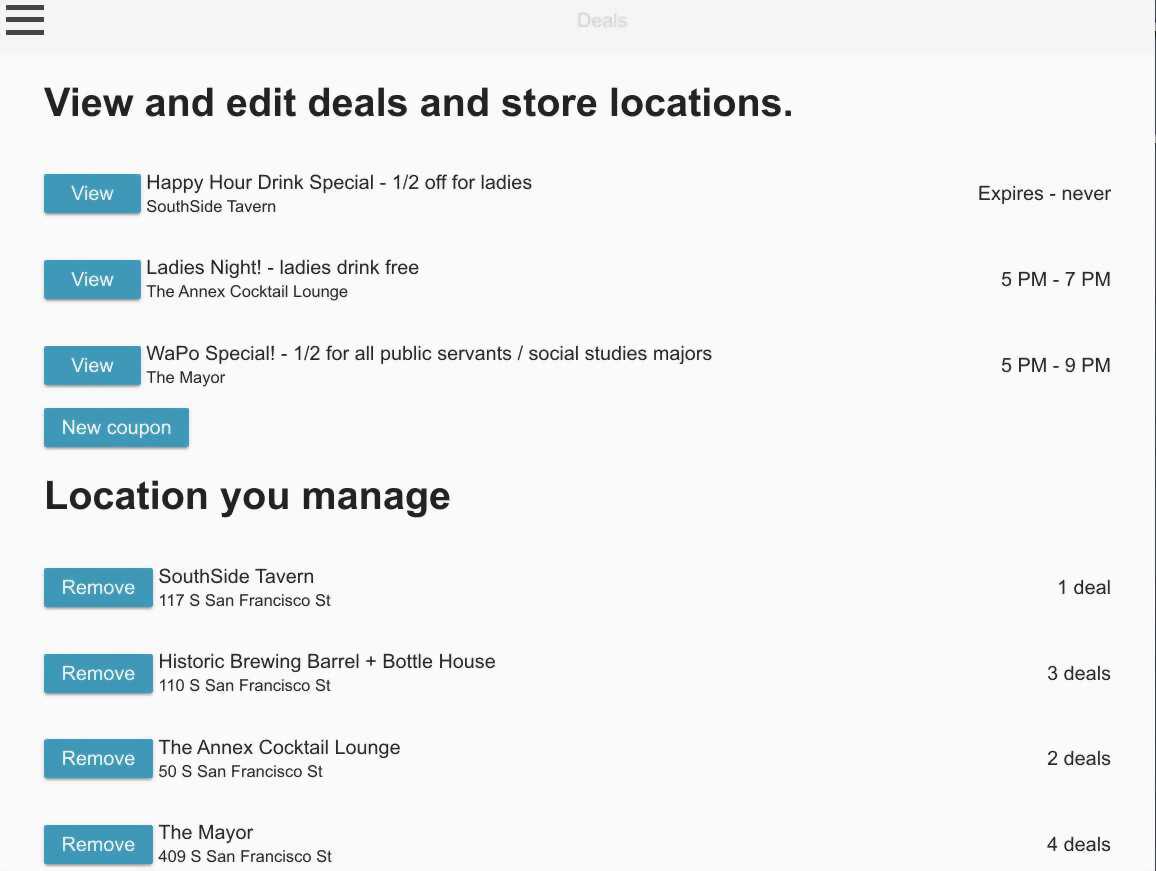 Deals
View and edit deals and store locations.
View
Happy Hour Drink Special - 1/2 off for ladies
SouthSide Tavern
Expires - never
View
Ladies Night! - ladies drink free
The Annex Cocktail Lounge
5 PM - 7 PM
View
WaPo Special! - 1/2 for all public servants / social studies majors
The Mayor
5 PM - 9 PM
New coupon
Location you manage
Remove
SouthSide Tavern
117 S San Francisco St
1 deal
Remove
Historic Brewing Barrel + Bottle House
110 S San Francisco St
3 deals
Remove
The Annex Cocktail Lounge
50 S San Francisco St
2 deals
Remove
The Mayor
409 S San Francisco St
4 deals